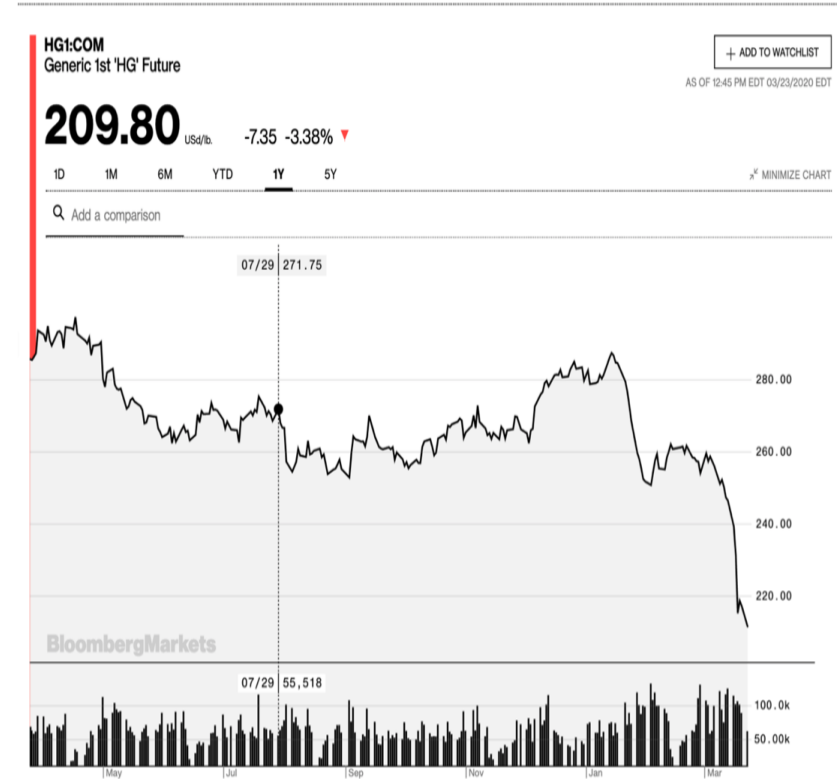 HG1:COM
Generic 1st 'HG' Future
+ ADD TO WATCHLIST
AS OF 12:45 PM EDT 03/23/2020 EDT
209.80 USd/lb. -7.35 -3.38% ▼
1D 1M 6M YTD 1Y 5Y
MINIMIZE CHART
Add a comparison
07/29 271.75
280.00
260.00
240.00
220.00
BloombergMarkets
07/29 55,518
100.0k
50.00k
May Jul Sep Nov Jan Mar